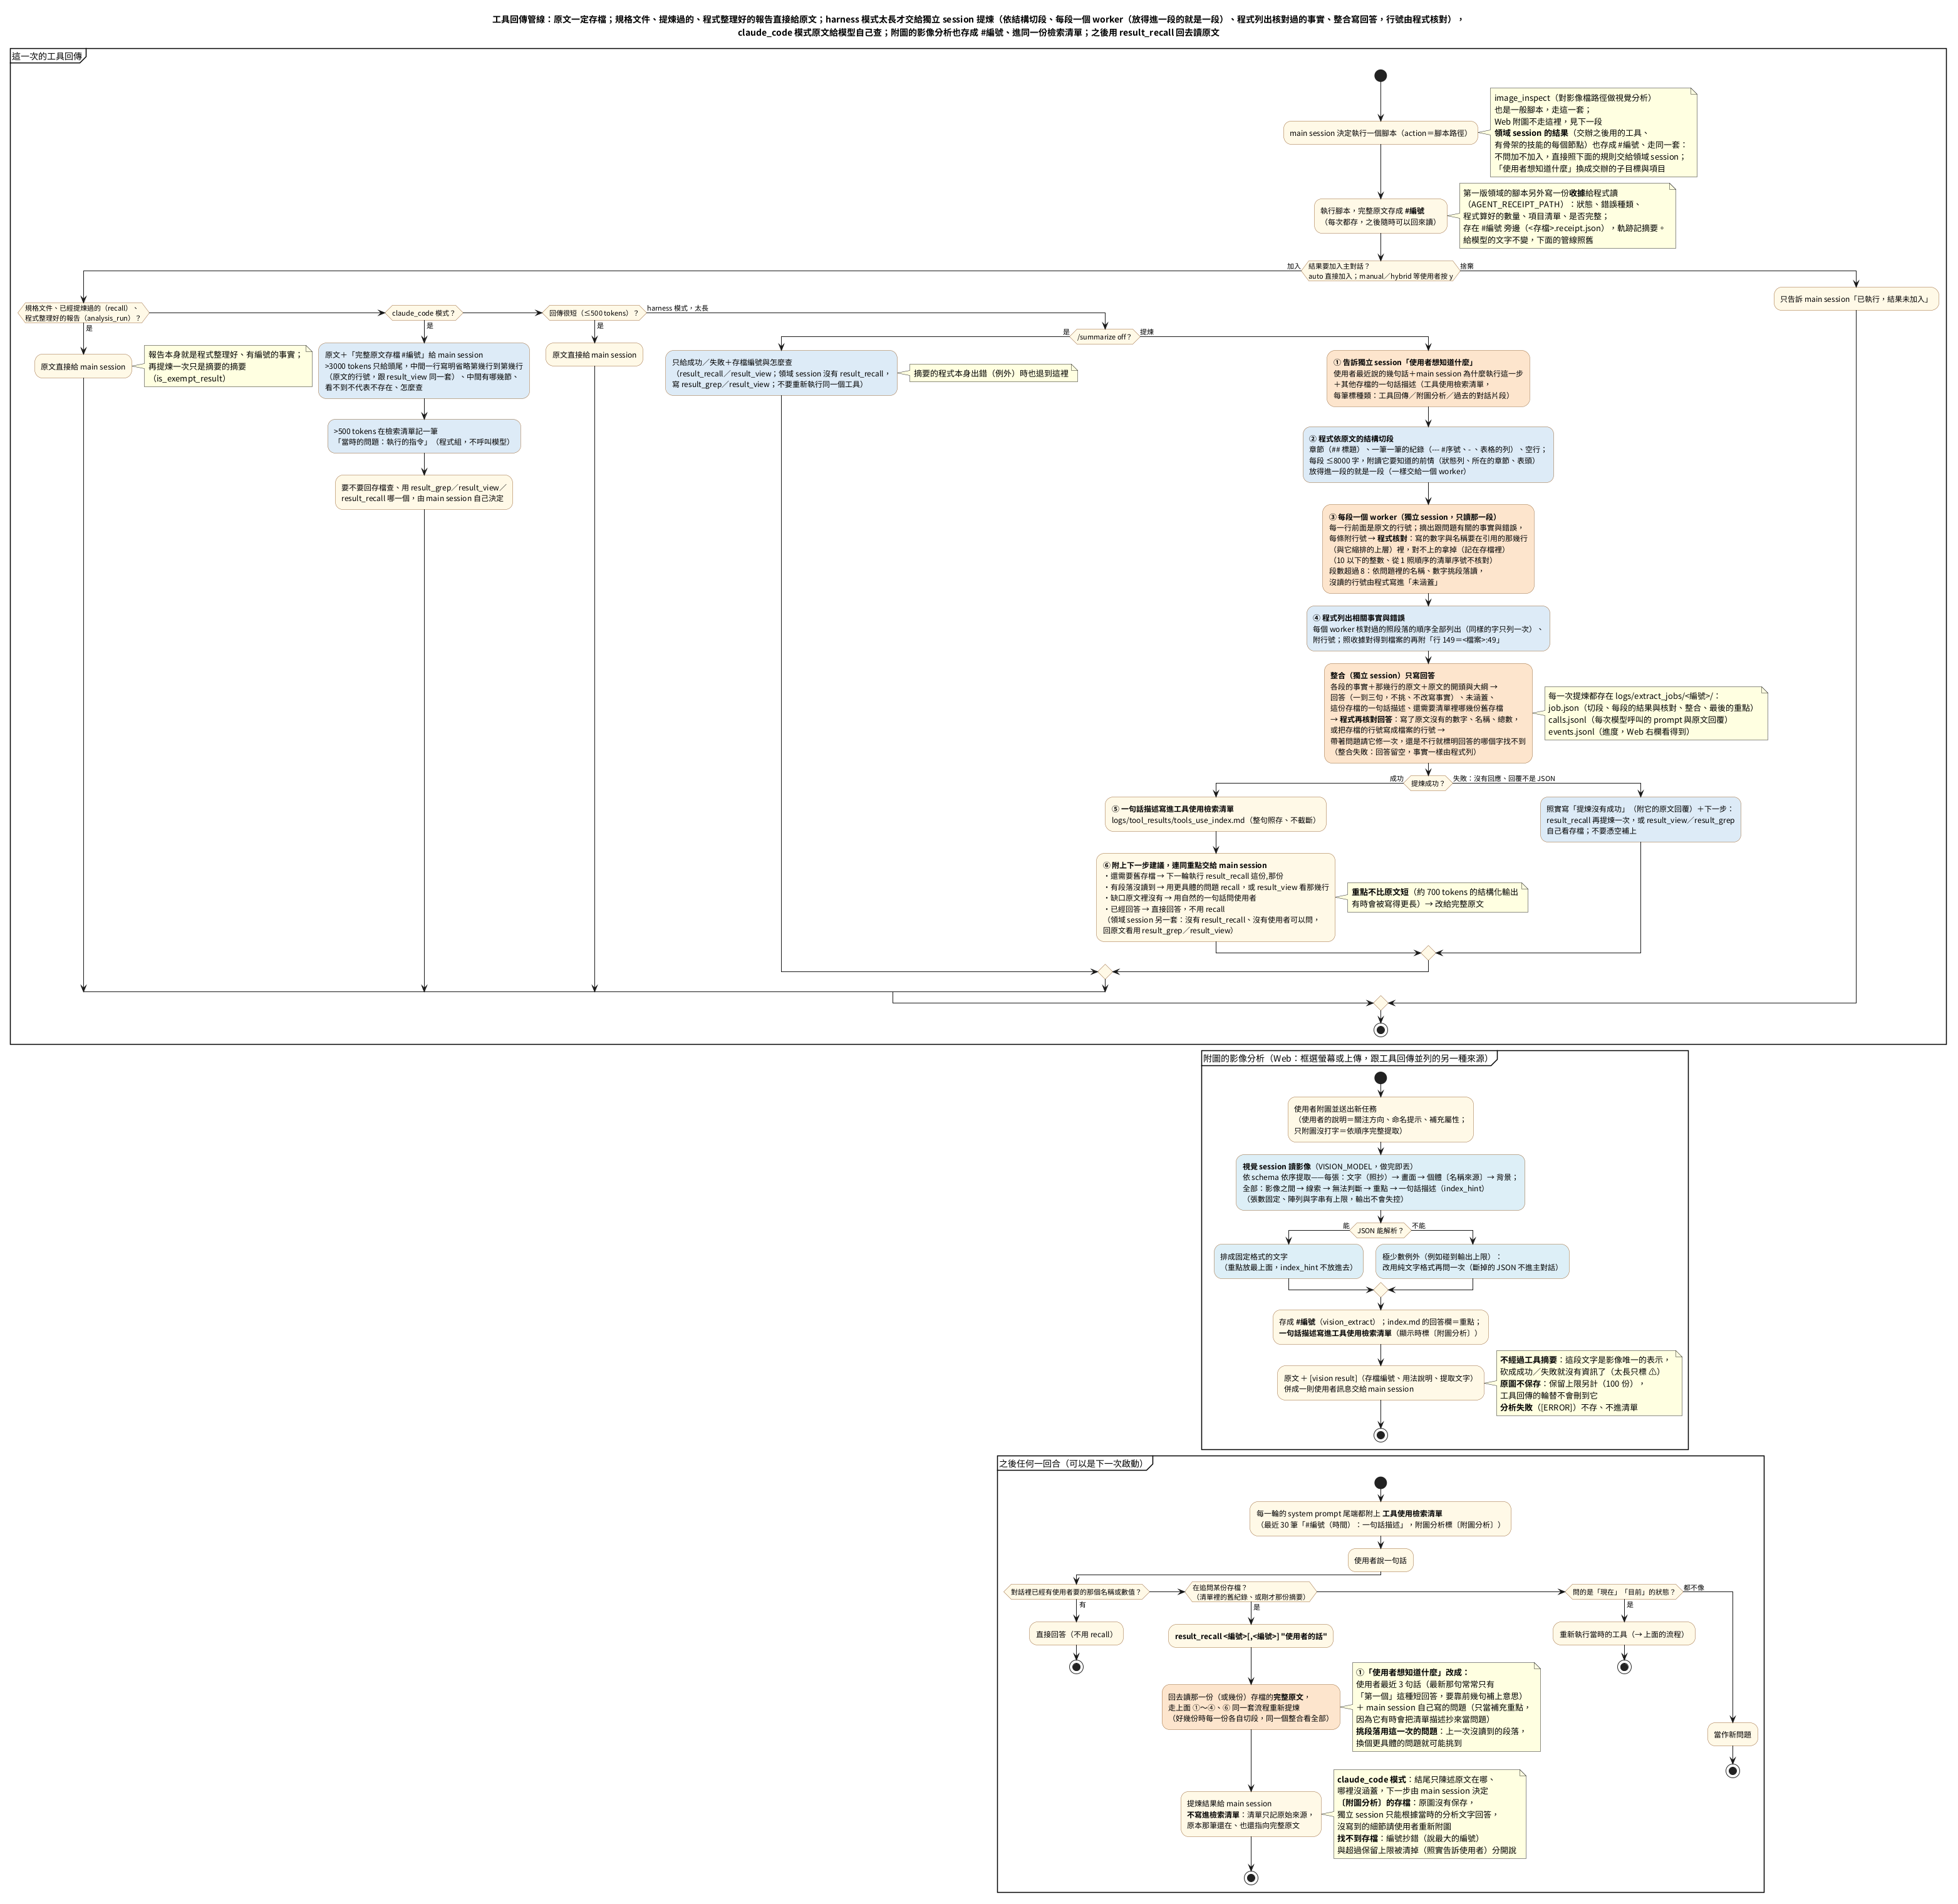 工具回傳管線：原文一定存檔；規格文件、提煉過的、程式整理好的報告直接給原文；harness 模式太長才交給獨立 session 提煉（依結構切段、每段一個 worker（放得進一段的就是一段）、程式列出核對過的事實、整合寫回答，行號由程式核對），
claude_code 模式原文給模型自己查；附圖的影像分析也存成 #編號、進同一份檢索清單；之後用 result_recall 回去讀原文
這一次的工具回傳
main session 決定執行一個腳本（action＝腳本路徑）
image_inspect（對影像檔路徑做視覺分析）
也是一般腳本，走這一套；
Web 附圖不走這裡，見下一段
領域 session 的結果（交辦之後用的工具、
有骨架的技能的每個節點）也存成 #編號、走同一套：
不問加不加入，直接照下面的規則交給領域 session；
「使用者想知道什麼」換成交辦的子目標與項目
執行腳本，完整原文存成 #編號
（每次都存，之後隨時可以回來讀）
第一版領域的腳本另外寫一份收據給程式讀
（AGENT_RECEIPT_PATH）：狀態、錯誤種類、
程式算好的數量、項目清單、是否完整；
存在 #編號 旁邊（<存檔>.receipt.json），軌跡記摘要。
給模型的文字不變，下面的管線照舊
加入
結果要加入主對話？
auto 直接加入；manual／hybrid 等使用者按 y
捨棄
只告訴 main session「已執行，結果未加入」
規格文件、已經提煉過的（recall）、
程式整理好的報告（analysis_run）？
是
原文直接給 main session
報告本身就是程式整理好、有編號的事實；
再提煉一次只是摘要的摘要
（is_exempt_result）
claude_code 模式？
是
原文＋「完整原文存檔 #編號」給 main session
>3000 tokens 只給頭尾，中間一行寫明省略第幾行到第幾行
（原文的行號，跟 result_view 同一套）、中間有哪幾節、
看不到不代表不存在、怎麼查
>500 tokens 在檢索清單記一筆
「當時的問題：執行的指令」（程式組，不呼叫模型）
要不要回存檔查、用 result_grep／result_view／
result_recall 哪一個，由 main session 自己決定
回傳很短（≤500 tokens）？
是
原文直接給 main session
harness 模式，太長
是
/summarize off？
提煉
只給成功／失敗＋存檔編號與怎麼查
（result_recall／result_view；領域 session 沒有 result_recall，
寫 result_grep／result_view；不要重新執行同一個工具）
摘要的程式本身出錯（例外）時也退到這裡
① 告訴獨立 session「使用者想知道什麼」
使用者最近說的幾句話＋main session 為什麼執行這一步
＋其他存檔的一句話描述（工具使用檢索清單，
每筆標種類：工具回傳／附圖分析／過去的對話片段）
② 程式依原文的結構切段
章節（## 標題）、一筆一筆的紀錄（--- #序號、- 、表格的列）、空行；
每段 ≤8000 字，附讀它要知道的前情（狀態列、所在的章節、表頭）
放得進一段的就是一段（一樣交給一個 worker）
③ 每段一個 worker（獨立 session，只讀那一段）
每一行前面是原文的行號；摘出跟問題有關的事實與錯誤，
每條附行號 → 程式核對：寫的數字與名稱要在引用的那幾行
（與它縮排的上層）裡，對不上的拿掉（記在存檔裡）
（10 以下的整數、從 1 照順序的清單序號不核對）
段數超過 8：依問題裡的名稱、數字挑段落讀，
沒讀的行號由程式寫進「未涵蓋」
④ 程式列出相關事實與錯誤
每個 worker 核對過的照段落的順序全部列出（同樣的字只列一次）、
附行號；照收據對得到檔案的再附「行 149＝<檔案>:49」
整合（獨立 session）只寫回答
各段的事實＋那幾行的原文＋原文的開頭與大綱 →
回答（一到三句，不挑、不改寫事實）、未涵蓋、
這份存檔的一句話描述、還需要清單裡哪幾份舊存檔
→ 程式再核對回答：寫了原文沒有的數字、名稱、總數，
或把存檔的行號寫成檔案的行號 →
帶著問題請它修一次，還是不行就標明回答的哪個字找不到
（整合失敗：回答留空，事實一樣由程式列）
每一次提煉都存在 logs/extract_jobs/<編號>/：
job.json（切段、每段的結果與核對、整合、最後的重點）
calls.jsonl（每次模型呼叫的 prompt 與原文回覆）
events.jsonl（進度，Web 右欄看得到）
成功
提煉成功？
失敗：沒有回應、回覆不是 JSON
⑤ 一句話描述寫進工具使用檢索清單
logs/tool_results/tools_use_index.md（整句照存、不截斷）
照實寫「提煉沒有成功」（附它的原文回覆）＋下一步：
result_recall 再提煉一次，或 result_view／result_grep
自己看存檔；不要憑空補上
⑥ 附上下一步建議，連同重點交給 main session
・還需要舊存檔 → 下一輪執行 result_recall 這份,那份
・有段落沒讀到 → 用更具體的問題 recall，或 result_view 看那幾行
・缺口原文裡沒有 → 用自然的一句話問使用者
・已經回答 → 直接回答，不用 recall
（領域 session 另一套：沒有 result_recall、沒有使用者可以問，
回原文看用 result_grep／result_view）
重點不比原文短（約 700 tokens 的結構化輸出
有時會被寫得更長）→ 改給完整原文
附圖的影像分析（Web：框選螢幕或上傳，跟工具回傳並列的另一種來源）
使用者附圖並送出新任務
（使用者的說明＝關注方向、命名提示、補充屬性；
只附圖沒打字＝依順序完整提取）
視覺 session 讀影像（VISION_MODEL，做完即丟）
依 schema 依序提取——每張：文字（照抄）→ 畫面 → 個體〔名稱來源〕→ 背景；
全部：影像之間 → 線索 → 無法判斷 → 重點 → 一句話描述（index_hint）
（張數固定、陣列與字串有上限，輸出不會失控）
能
JSON 能解析？
不能
排成固定格式的文字
（重點放最上面，index_hint 不放進去）
極少數例外（例如碰到輸出上限）：
改用純文字格式再問一次（斷掉的 JSON 不進主對話）
存成 #編號（vision_extract）；index.md 的回答欄＝重點；
一句話描述寫進工具使用檢索清單（顯示時標〔附圖分析〕）
原文 + [vision result]（存檔編號、用法說明、提取文字）
併成一則使用者訊息交給 main session
不經過工具摘要：這段文字是影像唯一的表示，
砍成成功／失敗就沒有資訊了（太長只標 ⚠）
原圖不保存：保留上限另計（100 份），
工具回傳的輪替不會刪到它
分析失敗（[ERROR]）不存、不進清單
之後任何一回合（可以是下一次啟動）
每一輪的 system prompt 尾端都附上 工具使用檢索清單
（最近 30 筆「#編號（時間）：一句話描述」，附圖分析標〔附圖分析〕）
使用者說一句話
對話裡已經有使用者要的那個名稱或數值？
有
直接回答（不用 recall）
在追問某份存檔？
（清單裡的舊紀錄、或剛才那份摘要）
是
result_recall <編號>[,<編號>] "使用者的話"
問的是「現在」「目前」的狀態？
是
重新執行當時的工具（→ 上面的流程）
都不像
當作新問題
回去讀那一份（或幾份）存檔的完整原文，
走上面 ①～④、⑥ 同一套流程重新提煉
（好幾份時每一份各自切段，同一個整合看全部）
①「使用者想知道什麼」改成：
使用者最近 3 句話（最新那句常常只有
「第一個」這種短回答，要靠前幾句補上意思）
＋ main session 自己寫的問題（只當補充重點，
因為它有時會把清單描述抄來當問題）
挑段落用這一次的問題：上一次沒讀到的段落，
換個更具體的問題就可能挑到
提煉結果給 main session
不寫進檢索清單：清單只記原始來源，
原本那筆還在、也還指向完整原文
claude_code 模式：結尾只陳述原文在哪、
哪裡沒涵蓋，下一步由 main session 決定
〔附圖分析〕的存檔：原圖沒有保存，
獨立 session 只能根據當時的分析文字回答，
沒寫到的細節請使用者重新附圖
找不到存檔：編號抄錯（說最大的編號）
與超過保留上限被清掉（照實告訴使用者）分開說